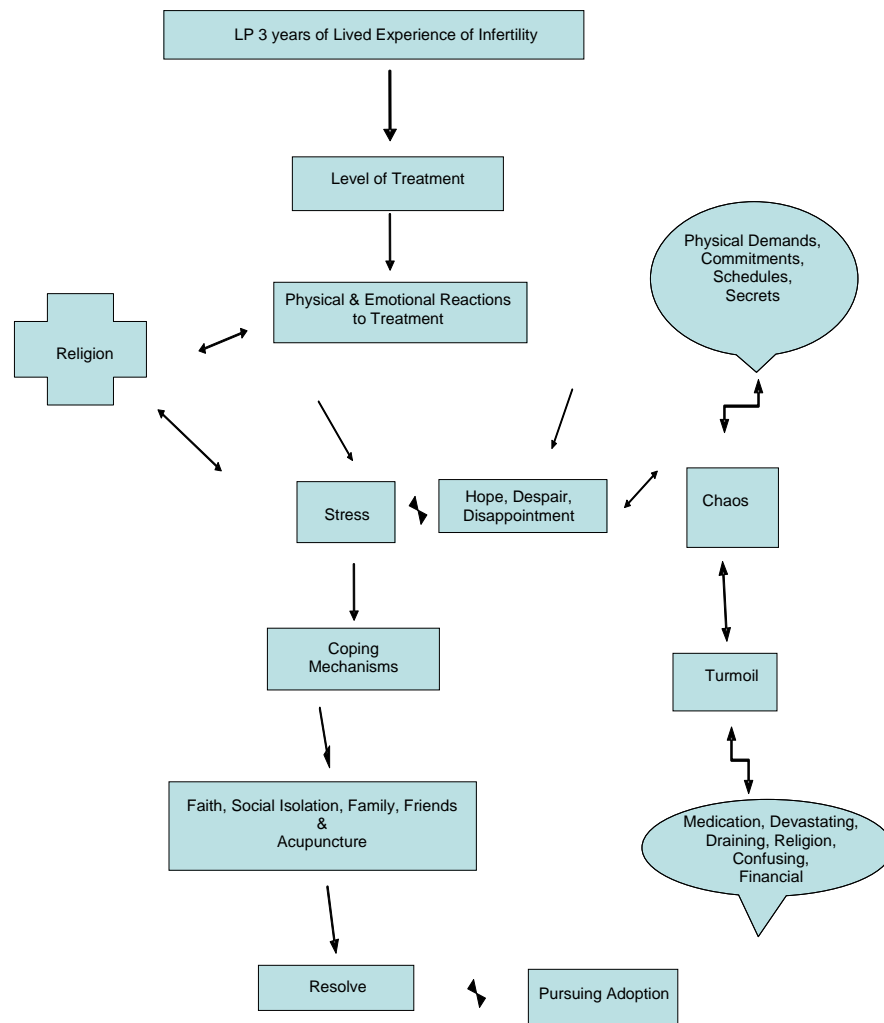 LP 3 years of Lived Experience of Infertility
Level of Treatment
Physical Demands,
Commitments,
Schedules,
Secrets
Physical & Emotional Reactions
to Treatment
Religion
Stress
Hope, Despair,
Disappointment
Chaos
Coping
Mechanisms
Turmoil
Faith, Social Isolation, Family, Friends
&
Acupuncture
Medication, Devastating,
Draining, Religion,
Confusing,
Financial
Resolve
Pursuing Adoption